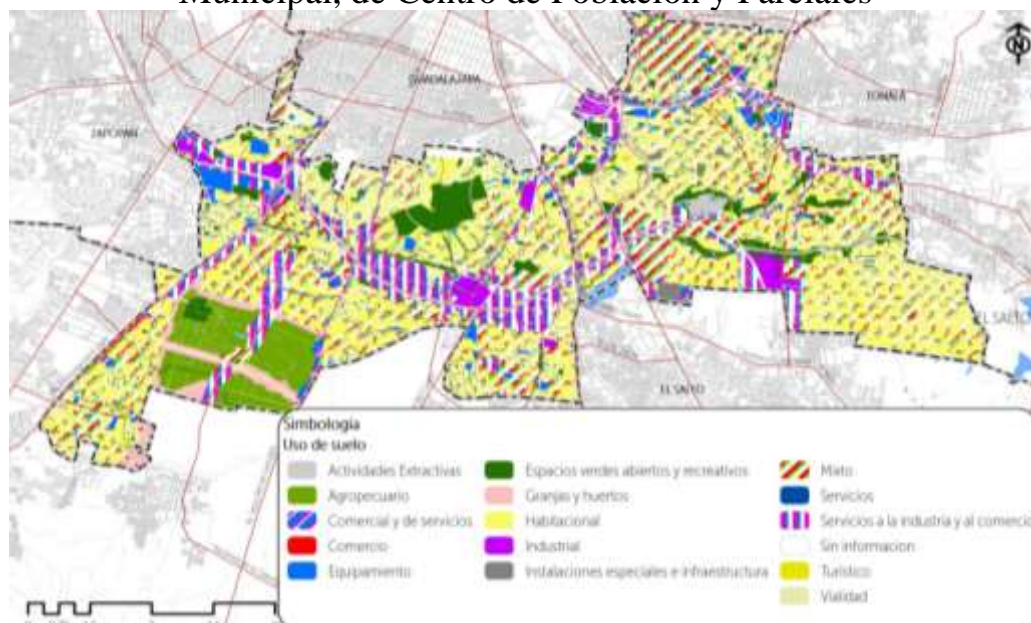 Municipal, de Centro de Población y Parciales
N
GUADALAJARA
TONALÁ
ZAPOPAN
EL SALTO
EL SALTO
Simbología
Uso de suelo
Actividades Extractivas
Agropecuario
Comercial y de servicios
Comercio
Equipamiento
Espacios verdes abiertos y recreativos
Granjas y huertos
Habitacional
Industrial
Instalaciones especiales e infraestructura
Mixto
Servicios
Servicios a la industria y al comercio
Sin informacion
Turístico
Vialidad